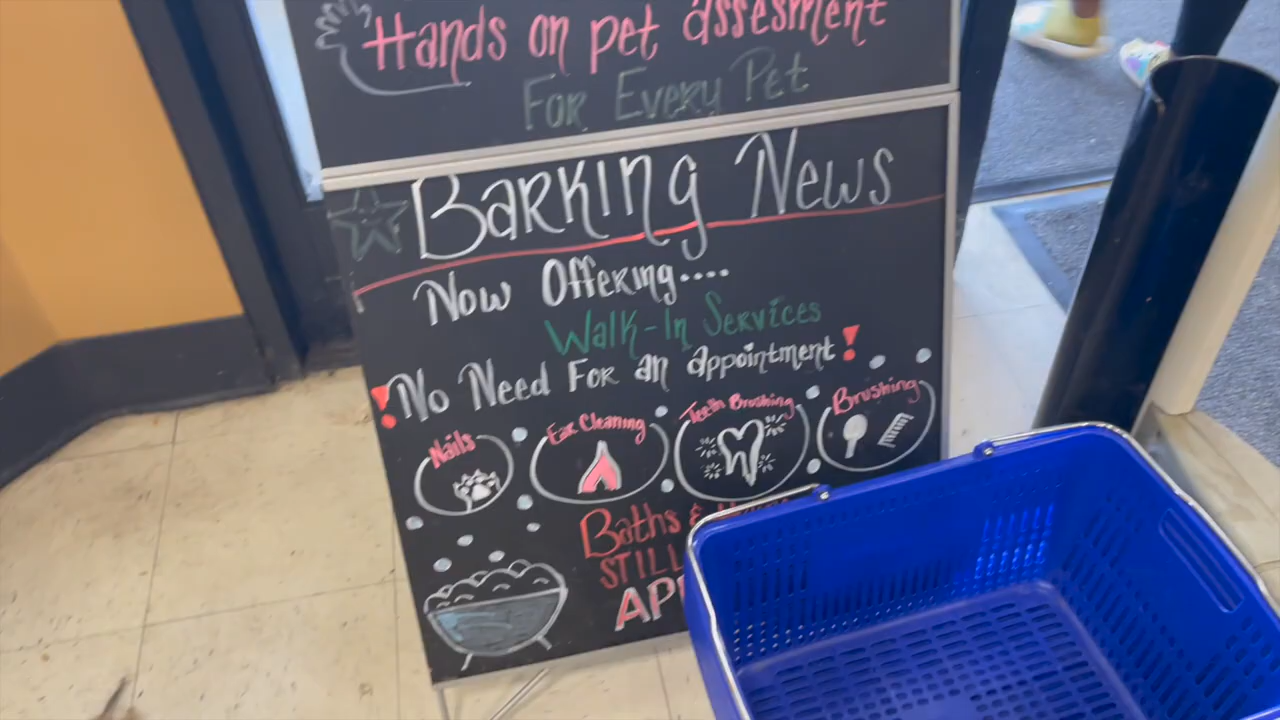 Hands on pet assesment
For Every Pet
Barking News
Now Offering....
Walk-In Services
!No Need For an appointment!
Nails
Ear Cleaning
Teeth Brushing
Brushing
Baths &
STILL